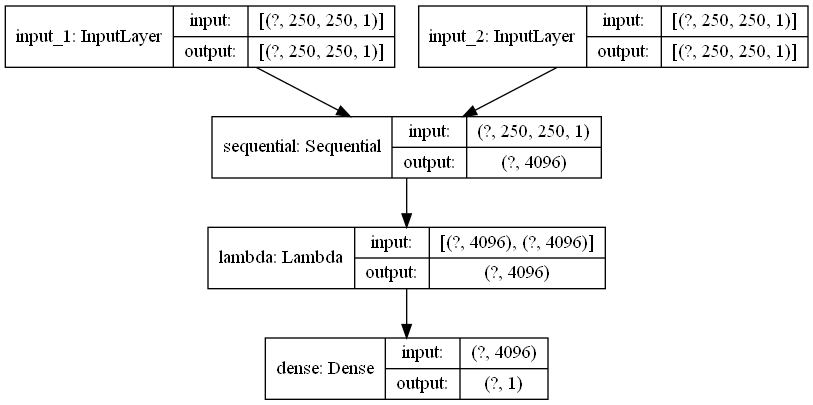 input_1: InputLayer
input: [(?, 250, 250, 1)]
output: [(?, 250, 250, 1)]
input_2: InputLayer
input: [(?, 250, 250, 1)]
output: [(?, 250, 250, 1)]
sequential: Sequential
input: (?, 250, 250, 1)
output: (?, 4096)
lambda: Lambda
input: [(?, 4096), (?, 4096)]
output: (?, 4096)
dense: Dense
input: (?, 4096)
output: (?, 1)